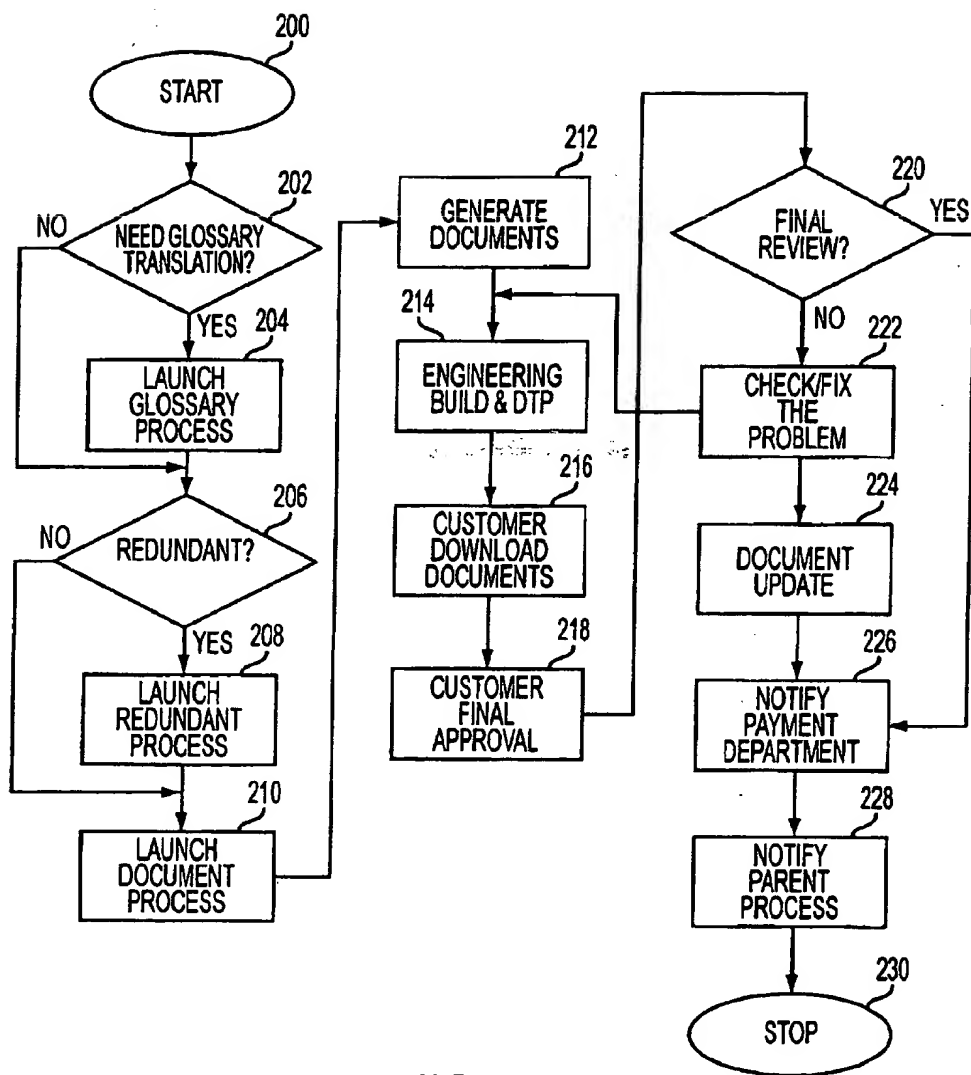 200
START
202
NO
NEED GLOSSARY
TRANSLATION?
YES
204
LAUNCH
GLOSSARY
PROCESS
206
NO
REDUNDANT?
YES
208
LAUNCH
REDUNDANT
PROCESS
210
LAUNCH
DOCUMENT
PROCESS
212
GENERATE
DOCUMENTS
214
ENGINEERING
BUILD & DTP
216
CUSTOMER
DOWNLOAD
DOCUMENTS
218
CUSTOMER
FINAL
APPROVAL
220
YES
FINAL
REVIEW?
NO
222
CHECK/FIX
THE
PROBLEM
224
DOCUMENT
UPDATE
226
NOTIFY
PAYMENT
DEPARTMENT
228
NOTIFY
PARENT
PROCESS
230
STOP